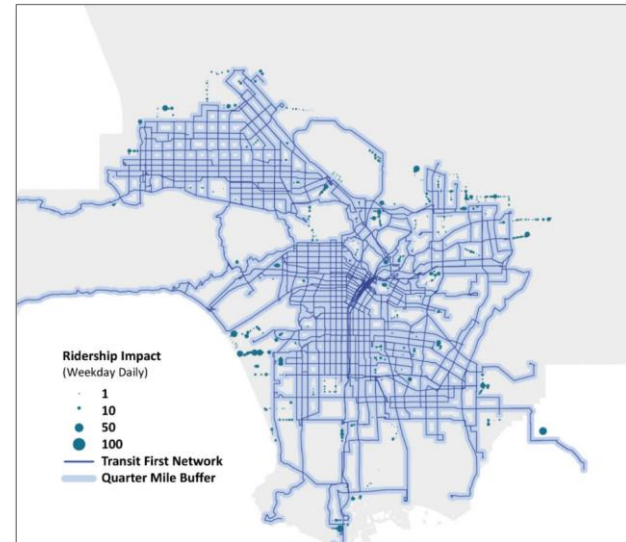 Ridership Impact
(Weekday Daily)
1
10
50
100
Transit First Network
Quarter Mile Buffer